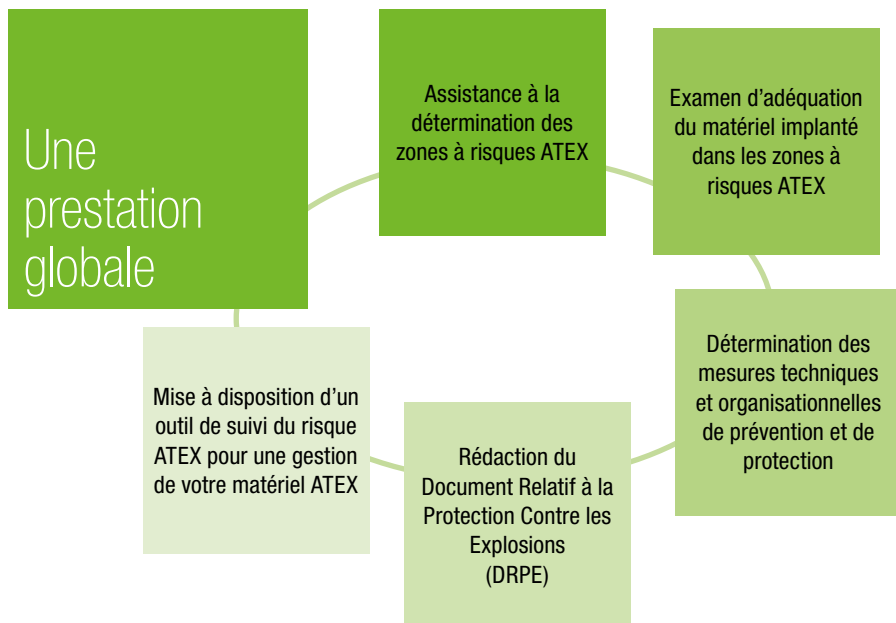 Une
prestation
globale
Assistance à la
détermination des
zones à risques ATEX
Examen d’adéquation
du matériel implanté
dans les zones à
risques ATEX
Détermination des
mesures techniques
et organisationnelles
de prévention et de
protection
Rédaction du
Document Relatif à la
Protection Contre les
Explosions
(DRPE)
Mise à disposition d’un
outil de suivi du risque
ATEX pour une gestion
de votre matériel ATEX